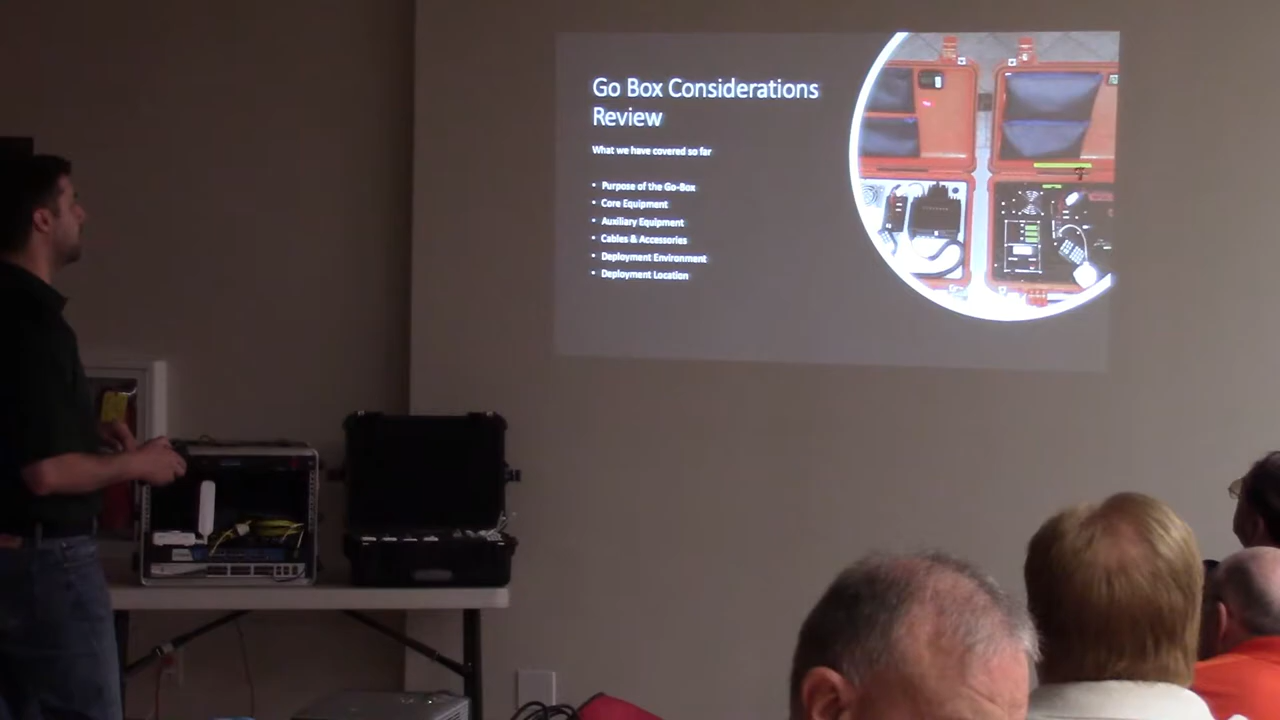 Go Box Considerations
Review
What we have covered so far
• Purpose of the Go-Box
• Core Equipment
• Auxiliary Equipment
• Cables & Accessories
• Deployment Environment
• Deployment Location